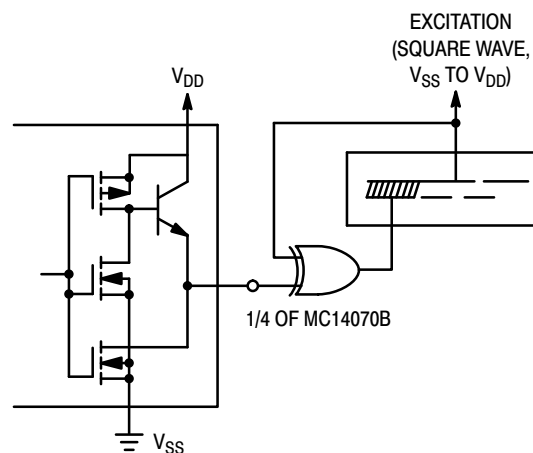 EXCITATION
(SQUARE WAVE,
VSS TO VDD)
VDD
1/4 OF MC14070B
VSS